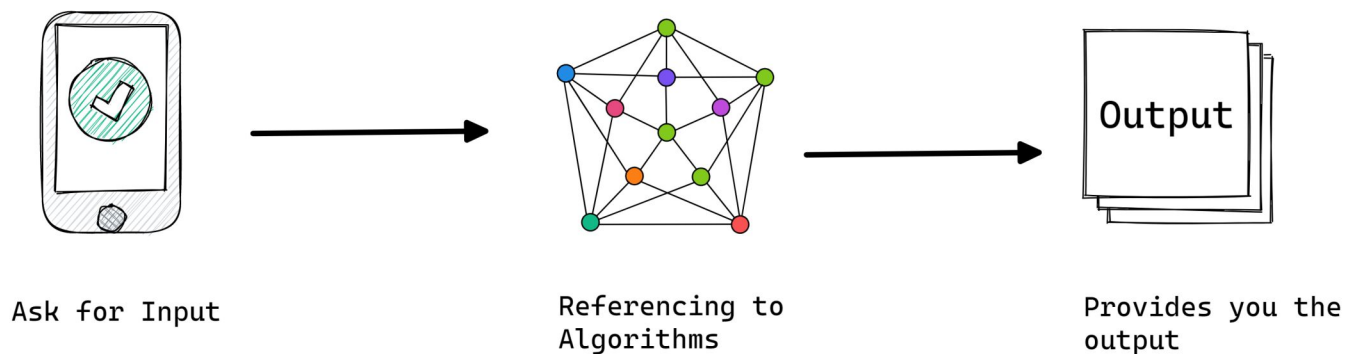 Output
Ask for Input
Referencing to
Algorithms
Provides you the
output